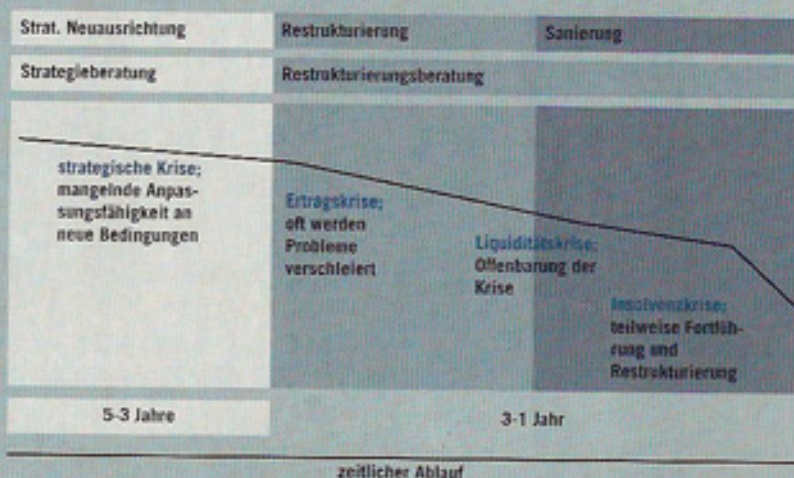 Strat. Neuausrichtung
Restrukturierung
Sanierung
Strategieberatung
Restrukturierungsberatung
strategische Krise;
mangelnde Anpas-
sungsfähigkeit an
neue Bedingungen
Ertragskrise;
oft werden
Probleme
verschleiert
Liquiditätskrise;
Offenbarung der
Krise
Insolvenzkrise;
teilweise Fortfüh-
rung und
Restrukturierung
5-3 Jahre
3-1 Jahr
zeitlicher Ablauf